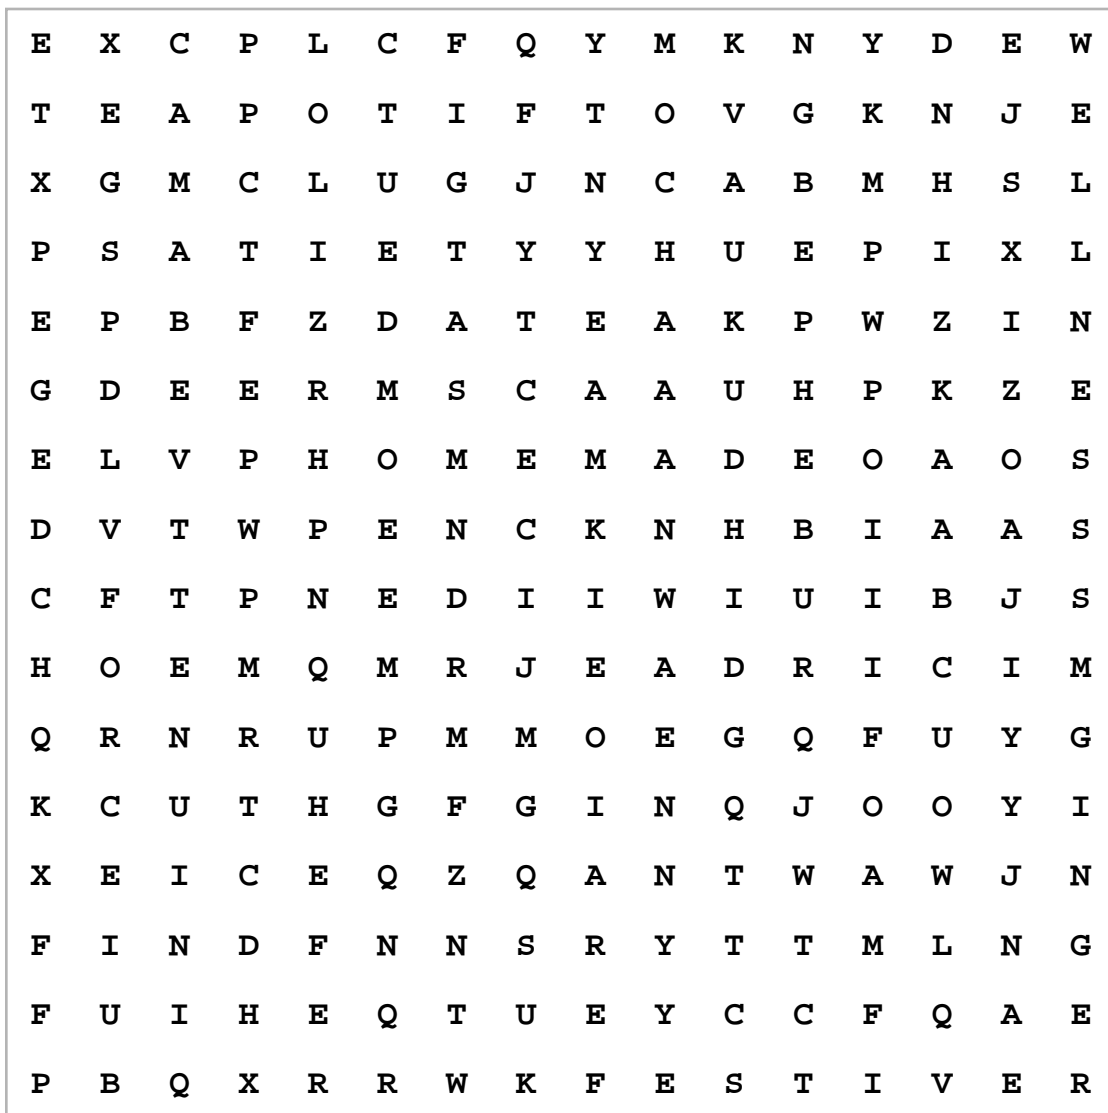 E X C P L C F Q Y M K N Y D E W
T E A P O T I F T O V G K N J E
X G M C L U G J N C A B M H S L
P S A T I E T Y Y H U E P I X L
E P B F Z D A T E A K P W Z I N
G D E E R M S C A A U H P K Z E
E L V P H O M E M A D E O A O S
D V T W P E N C K N H B I A A S
C F T P N E D I I W I U I B J S
H O E M Q M R J E A D R I C I M
Q R N R U P M M O E G Q F U Y G
K C U T H G F G I N Q J O O Y I
X E I C E Q Z Q A N T W A W J N
F I N D F N N S R Y T T M L N G
F U I H E Q T U E Y C C F Q A E
P B Q X R R W K F E S T I V E R